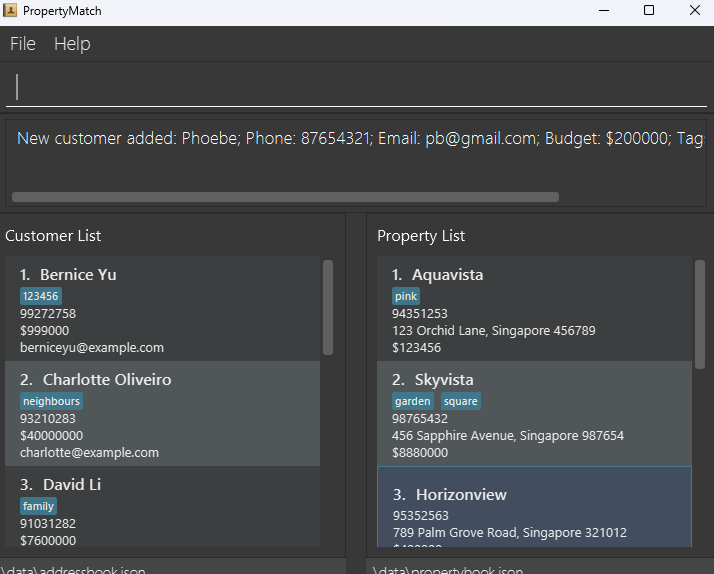 PropertyMatch
File Help
New customer added: Phoebe; Phone: 87654321; Email: pb@gmail.com; Budget: $200000; Tag
Customer List
1. Bernice Yu
123456
99272758
$999000
berniceyu@example.com
2. Charlotte Oliveiro
neighbours
93210283
$40000000
charlotte@example.com
3. David Li
family
91031282
$7600000
\data\addressbook.json
Property List
1. Aquavista
pink
94351253
123 Orchid Lane, Singapore 456789
$123456
2. Skyvista
garden square
98765432
456 Sapphire Avenue, Singapore 987654
$8880000
3. Horizonview
95352563
789 Palm Grove Road, Singapore 321012
\data\propertybook.json